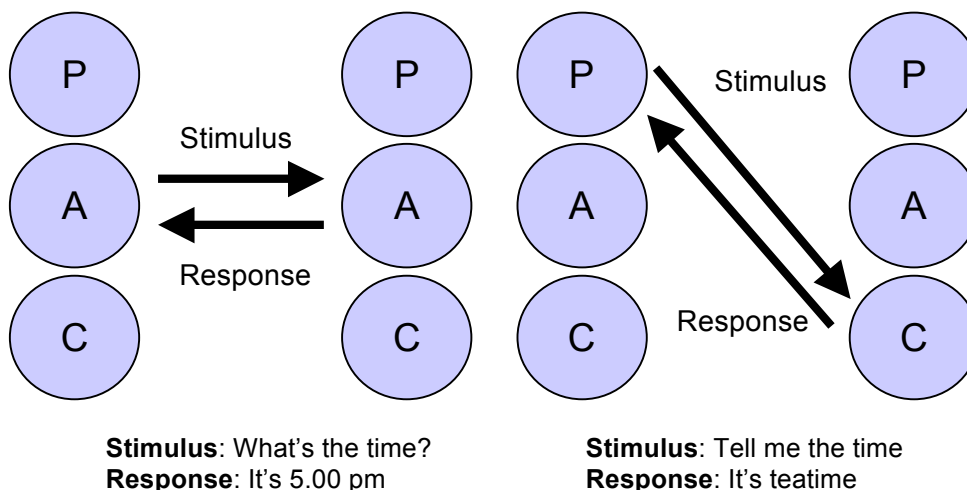 P P P P
Stimulus
Stimulus
A A A A
Response
Response
C C C C
Stimulus: What's the time?
Response: It's 5.00 pm
Stimulus: Tell me the time
Response: It's teatime